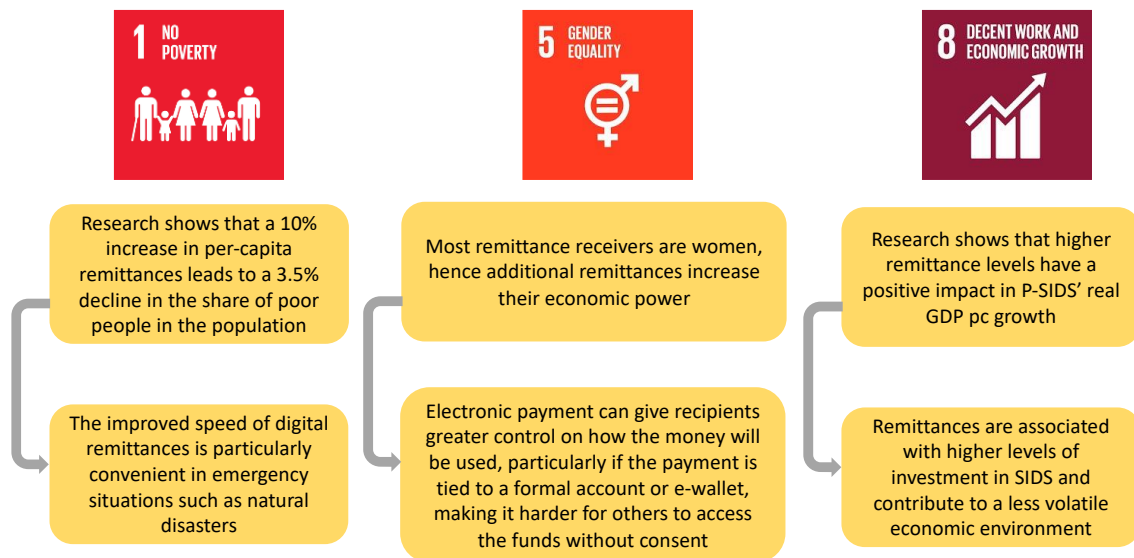 1 NO
POVERTY
Research shows that a 10%
increase in per-capita
remittances leads to a 3.5%
decline in the share of poor
people in the population
The improved speed of digital
remittances is particularly
convenient in emergency
situations such as natural
disasters
5 GENDER
EQUALITY
Most remittance receivers are women,
hence additional remittances increase
their economic power
Electronic payment can give recipients
greater control on how the money will
be used, particularly if the payment is
tied to a formal account or e-wallet,
making it harder for others to access
the funds without consent
8 DECENT WORK AND
ECONOMIC GROWTH
Research shows that higher
remittance levels have a
positive impact in P-SIDS’ real
GDP pc growth
Remittances are associated
with higher levels of
investment in SIDS and
contribute to a less volatile
economic environment